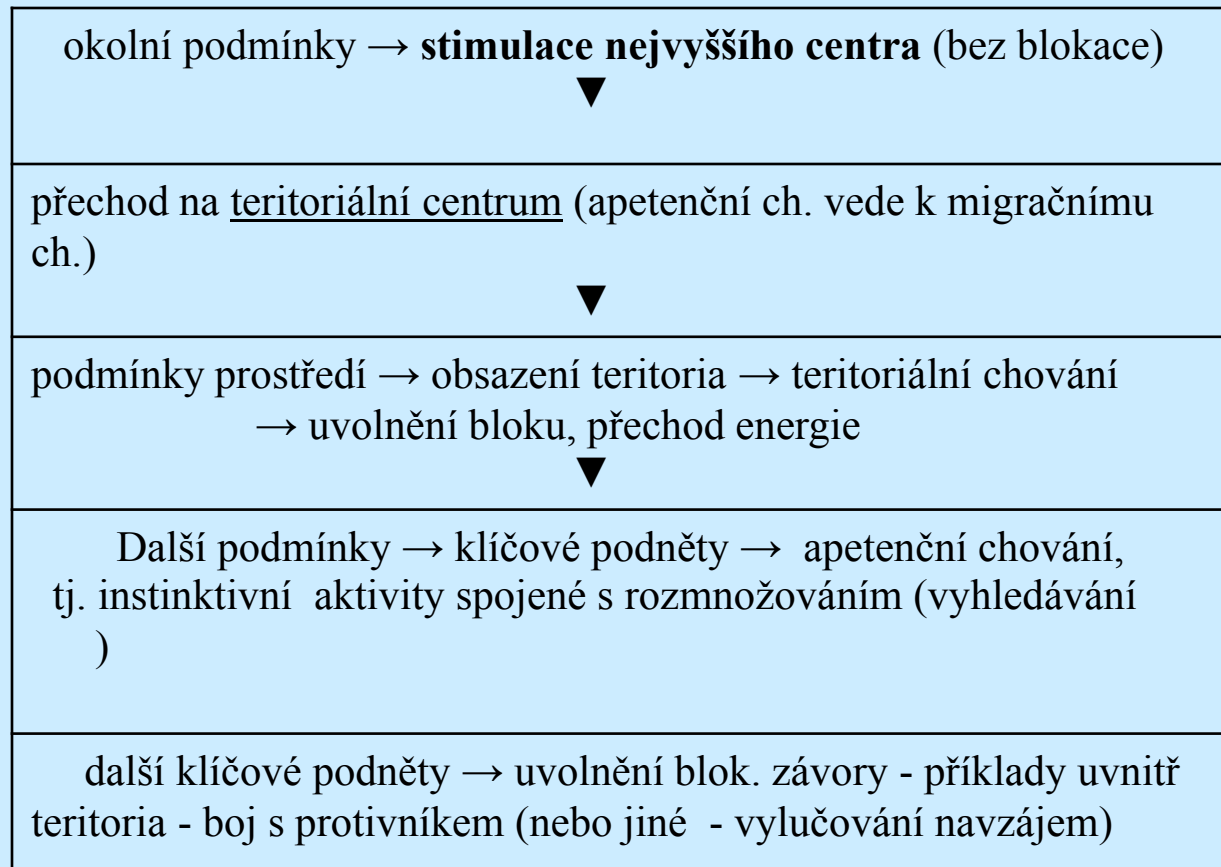 okolní podmínky → stimulace nejvyššího centra (bez blokace)
▼
přechod na teritoriální centrum (apetenční ch. vede k migračnímu
ch.)
▼
podmínky prostředí → obsazení teritoria → teritoriální chování
→ uvolnění bloku, přechod energie
▼
Další podmínky → klíčové podněty → apetenční chování,
tj. instinktivní aktivity spojené s rozmnožováním (vyhledávání
)
další klíčové podněty → uvolnění blok. závory - příklady uvnitř
teritoria - boj s protivníkem (nebo jiné - vylučování navzájem)